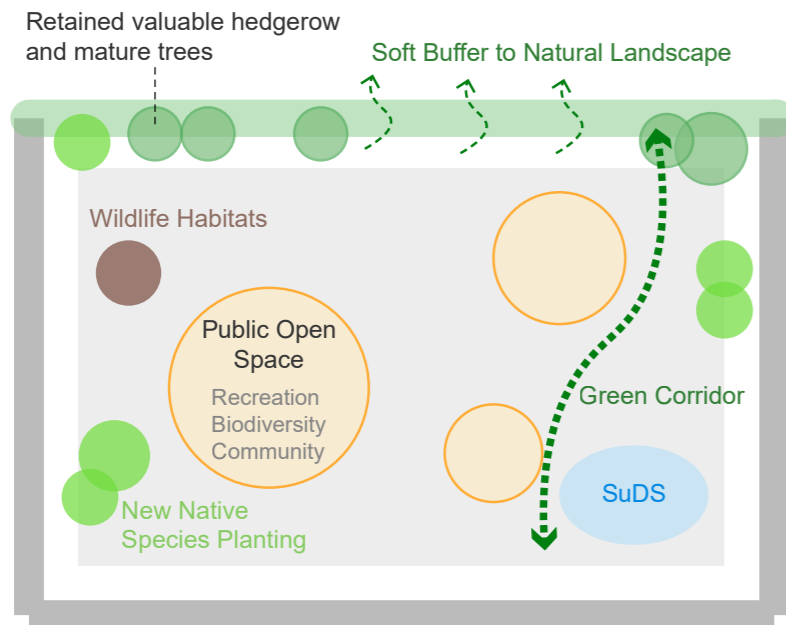 Retained valuable hedgerow
and mature trees
Soft Buffer to Natural Landscape
Wildlife Habitats
Public Open
Space
Recreation
Biodiversity
Community
Green Corridor
SuDS
New Native
Species Planting